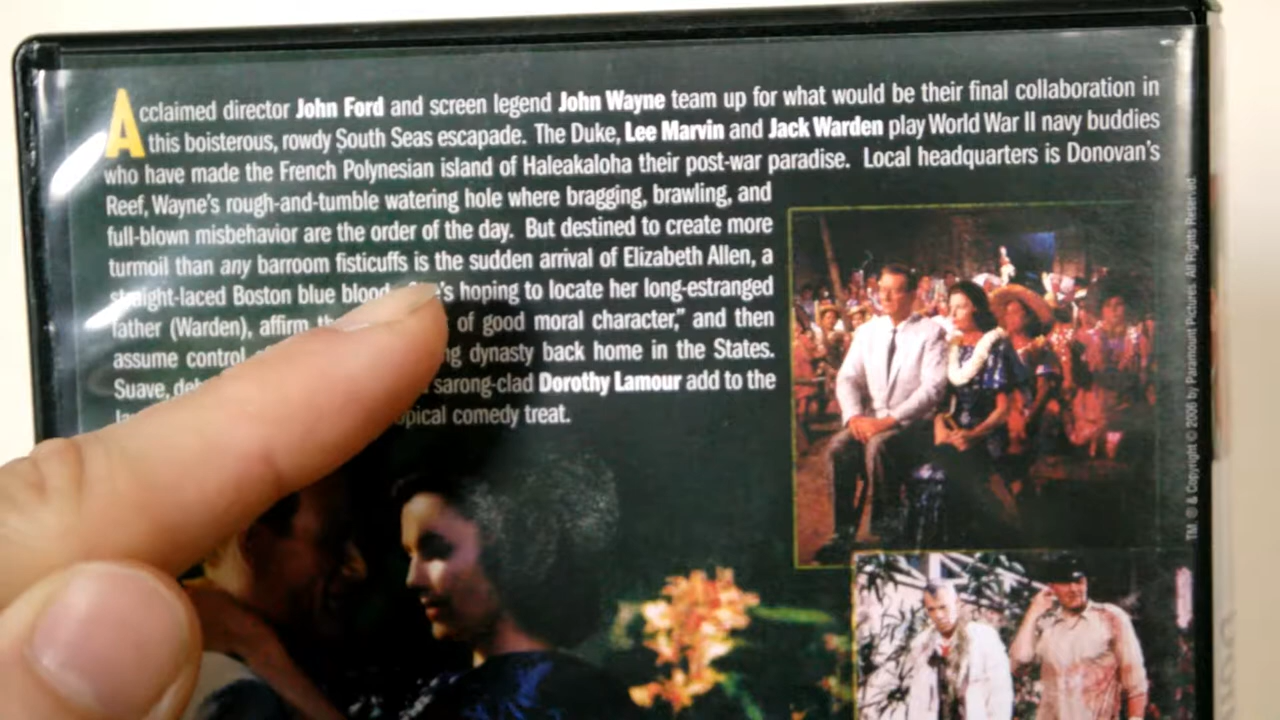 Acclaimed director John Ford and screen legend John Wayne team up for what would be their final collaboration in
this boisterous, rowdy South Seas escapade. The Duke, Lee Marvin and Jack Warden play World War II navy buddies
who have made the French Polynesian island of Haleakaloha their post-war paradise. Local headquarters is Donovan's
Reef, Wayne's rough-and-tumble watering hole where bragging, brawling, and
full-blown misbehavior are the order of the day. But destined to create more
turmoil than any barroom fisticuffs is the sudden arrival of Elizabeth Allen, a
straight-laced Boston blue blood. She's hoping to locate her long-estranged
father (Warden), affirm of good moral character," and then
assume control dynasty back home in the States.
Suave, sarong-clad Dorothy Lamour add to the
comedy treat.
TM ® & Copyright © 2006 by Paramount Pictures. All Rights Reserved.